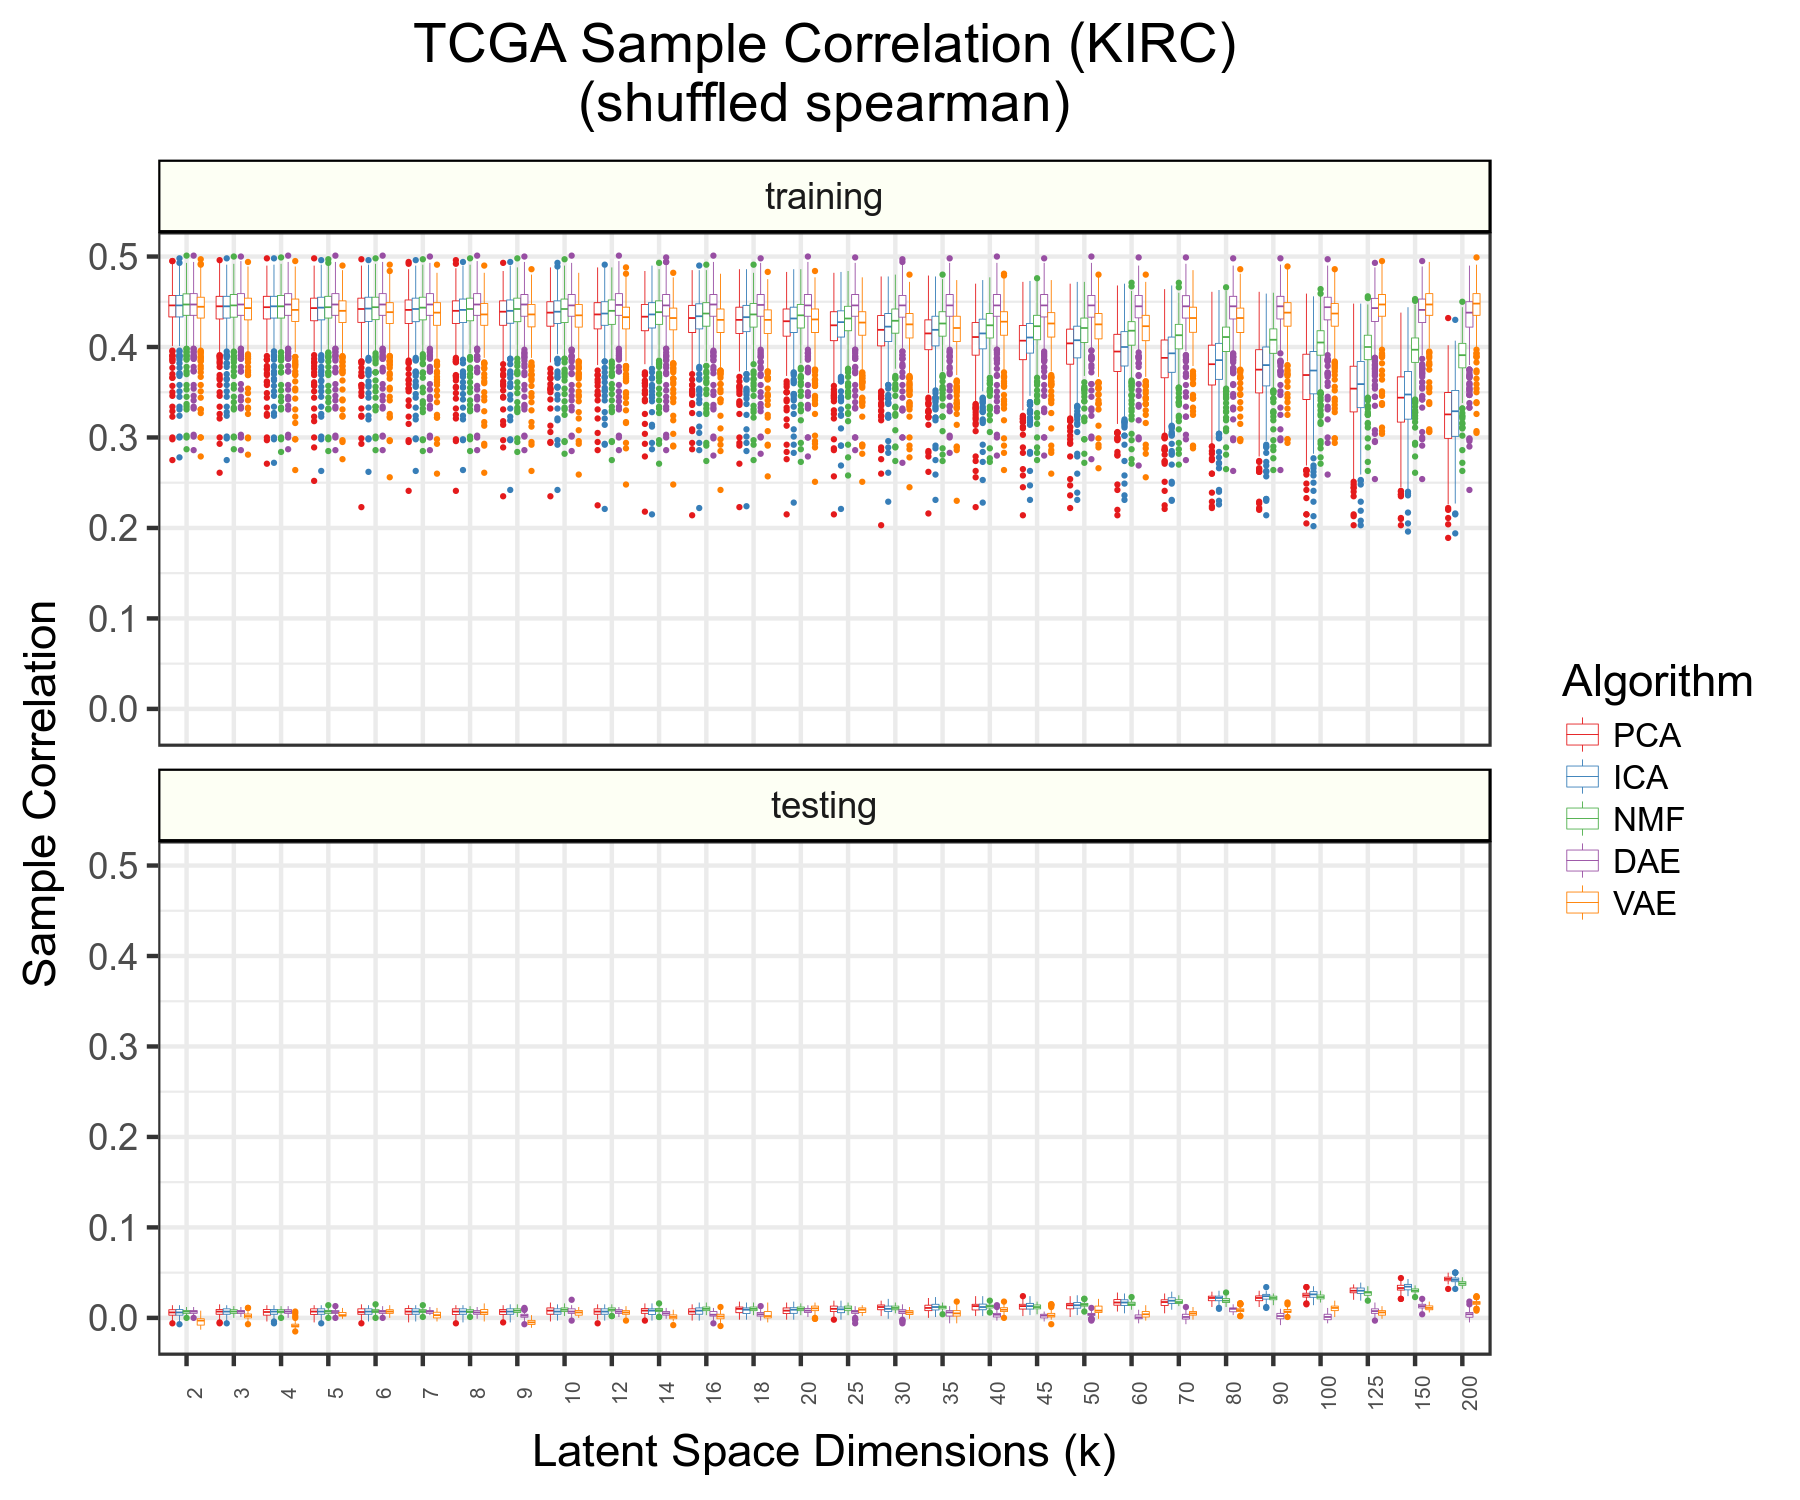 TCGA Sample Correlation (KIRC)
(shuffled spearman)
training
0.5
0.4
0.3
0.2
0.1
0.0
testing
0.5
0.4
0.3
0.2
0.1
0.0
Sample Correlation
2 3 4 5 6 7 8 9 10 12 14 16 18 20 25 30 35 40 45 50 60 70 80 90 100 125 150 200
Latent Space Dimensions (k)
Algorithm
PCA
ICA
NMF
DAE
VAE